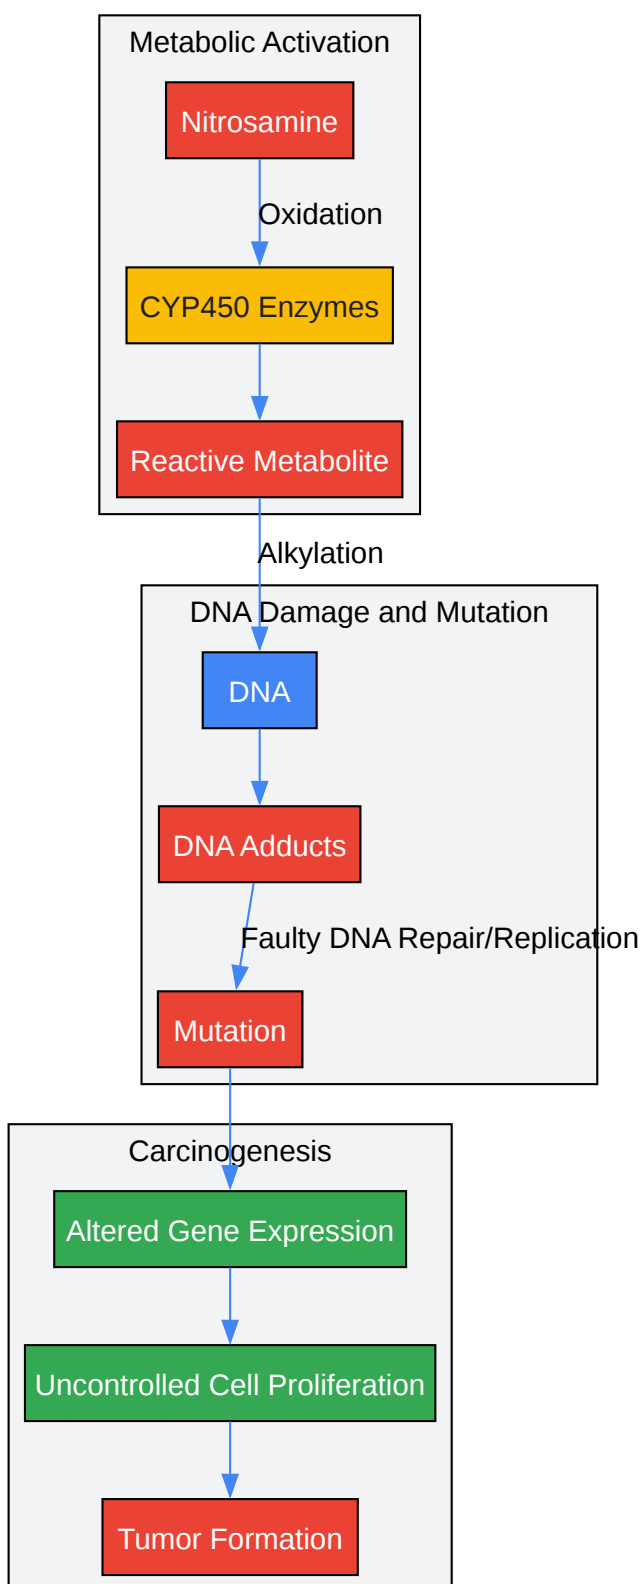 Metabolic Activation
Nitrosamine
Oxidation
CYP450 Enzymes
Reactive Metabolite
Alkylation
DNA Damage and Mutation
DNA
DNA Adducts
Faulty DNA Repair/Replication
Mutation
Carcinogenesis
Altered Gene Expression
Uncontrolled Cell Proliferation
Tumor Formation